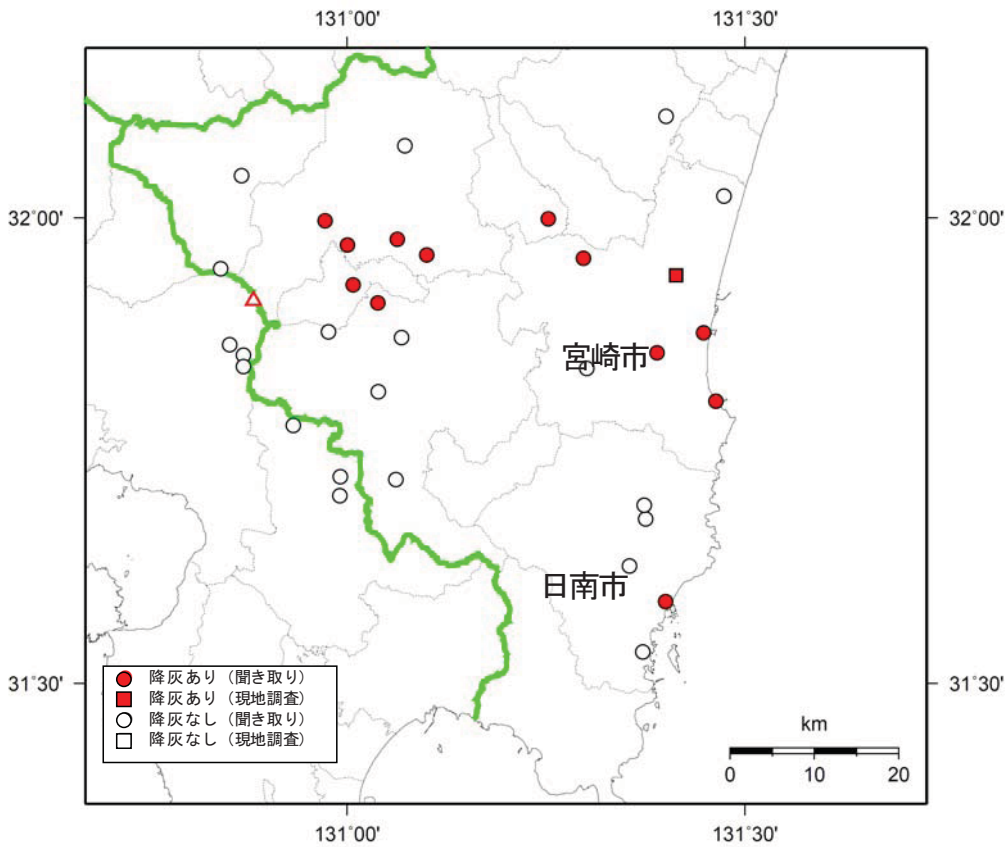 131°00' 131°30'
32°00' 32°00'
宮崎市
日南市
31°30' 31°30'
降灰あり（聞き取り）
降灰あり（現地調査）
降灰なし（聞き取り）
降灰なし（現地調査）
km
0 10 20
131°00' 131°30'